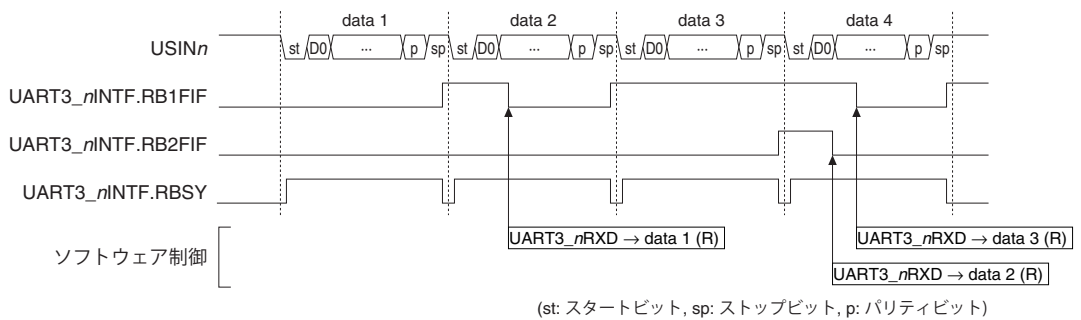 data 1 data 2 data 3 data 4
USINn st D0 ... p sp st D0 ... p sp st D0 ... p sp st D0 ... p sp
UART3_nINTF.RB1FIF
UART3_nINTF.RB2FIF
UART3_nINTF.RBSY
ソフトウェア制御
UART3_nRXD → data 1 (R) UART3_nRXD → data 3 (R)
UART3_nRXD → data 2 (R)
(st: スタートビット, sp: ストップビット, p: パリティビット)